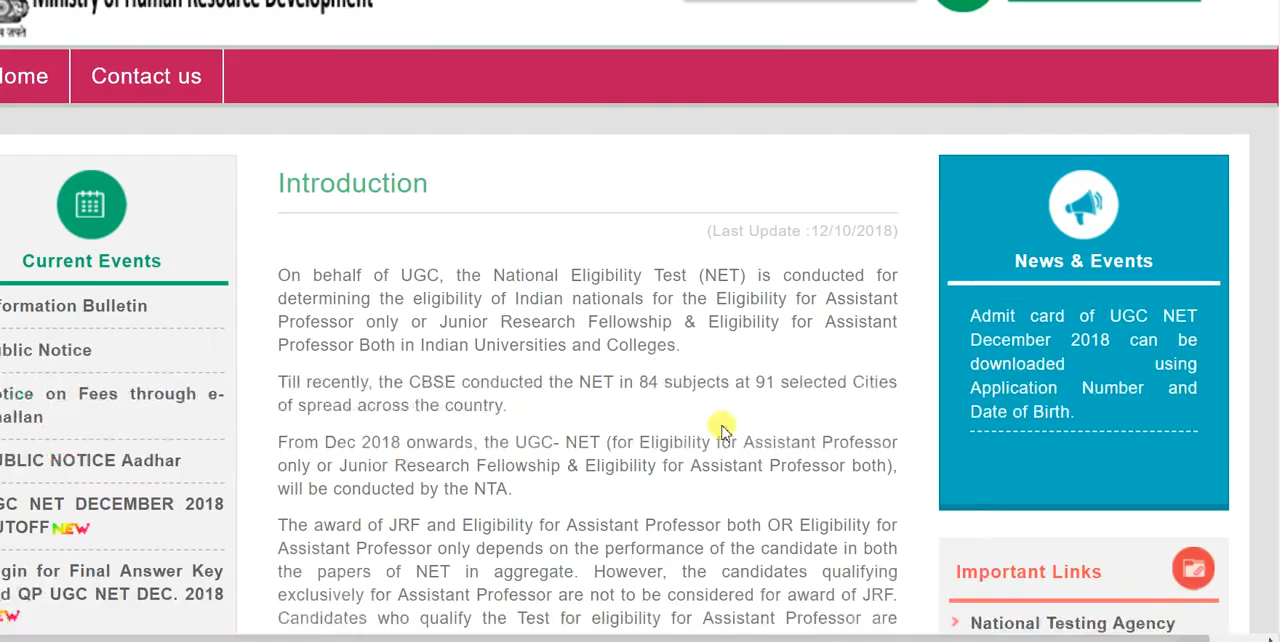 Ministry of Human Resource Development
Home
Contact us
Current Events
Information Bulletin
Public Notice
Notice on Fees through e-
challan
PUBLIC NOTICE Aadhar
UGC NET DECEMBER 2018
CUTOFF NEW
Login for Final Answer Key
and QP UGC NET DEC. 2018
NEW
Introduction
(Last Update :12/10/2018)
On behalf of UGC, the National Eligibility Test (NET) is conducted for
determining the eligibility of Indian nationals for the Eligibility for Assistant
Professor only or Junior Research Fellowship & Eligibility for Assistant
Professor Both in Indian Universities and Colleges.
Till recently, the CBSE conducted the NET in 84 subjects at 91 selected Cities
of spread across the country.
From Dec 2018 onwards, the UGC- NET (for Eligibility for Assistant Professor
only or Junior Research Fellowship & Eligibility for Assistant Professor both),
will be conducted by the NTA.
The award of JRF and Eligibility for Assistant Professor both OR Eligibility for
Assistant Professor only depends on the performance of the candidate in both
the papers of NET in aggregate. However, the candidates qualifying
exclusively for Assistant Professor are not to be considered for award of JRF.
Candidates who qualify the Test for eligibility for Assistant Professor are
News & Events
Admit card of UGC NET
December 2018 can be
downloaded using
Application Number and
Date of Birth.
Important Links
National Testing Agency